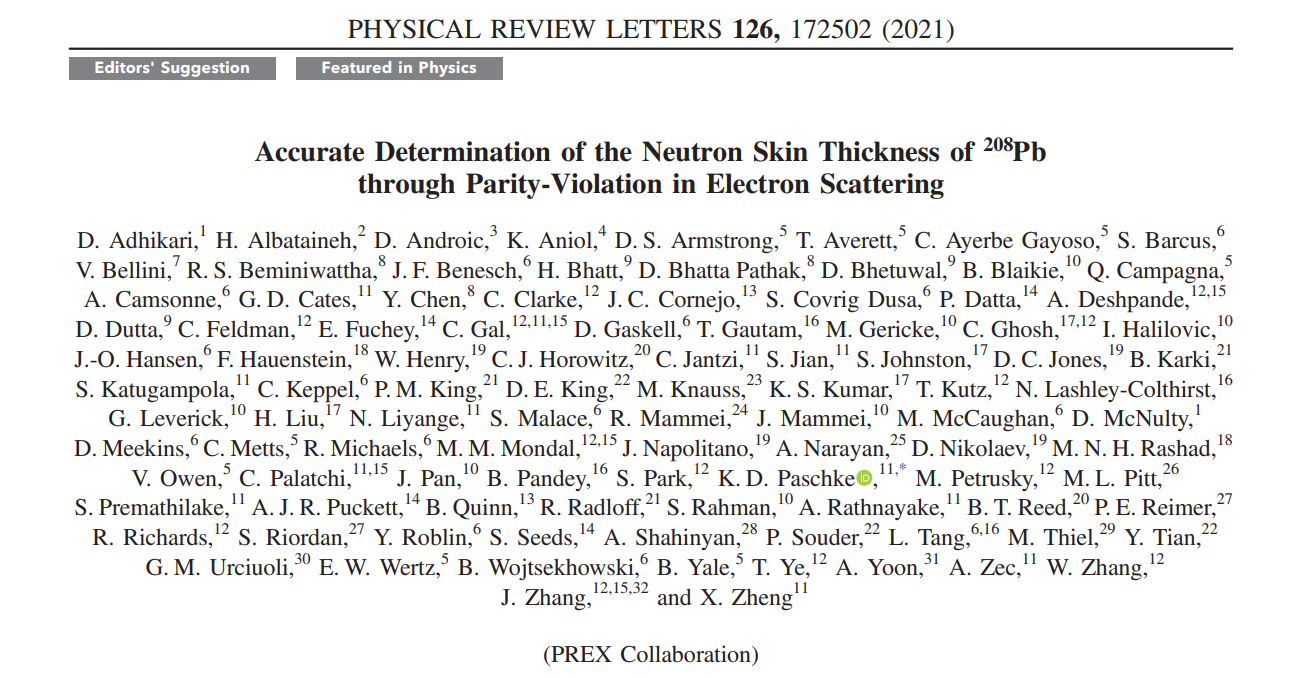 PHYSICAL REVIEW LETTERS 126, 172502 (2021)
Editors' Suggestion Featured in Physics
Accurate Determination of the Neutron Skin Thickness of ²⁰⁸Pb
through Parity-Violation in Electron Scattering
D. Adhikari,¹ H. Albataineh,² D. Androic,³ K. Aniol,⁴ D. S. Armstrong,⁵ T. Averett,⁵ C. Ayerbe Gayoso,⁵ S. Barcus,⁶
V. Bellini,⁷ R. S. Beminiwattha,⁸ J. F. Benesch,⁶ H. Bhatt,⁹ D. Bhatta Pathak,⁸ D. Bhetuwal,⁹ B. Blaikie,¹⁰ Q. Campagna,⁵
A. Camsonne,⁶ G. D. Cates,¹¹ Y. Chen,⁸ C. Clarke,¹² J. C. Cornejo,¹³ S. Covrig Dusa,⁶ P. Datta,¹⁴ A. Deshpande,¹²,¹⁵
D. Dutta,⁹ C. Feldman,¹² E. Fuchey,¹⁴ C. Gal,¹²,¹¹,¹⁵ D. Gaskell,⁶ T. Gautam,¹⁶ M. Gericke,¹⁰ C. Ghosh,¹⁷,¹² I. Halilovic,¹⁰
J.-O. Hansen,⁶ F. Hauenstein,¹⁸ W. Henry,¹⁹ C. J. Horowitz,²⁰ C. Jantzi,¹¹ S. Jian,¹¹ S. Johnston,¹⁷ D. C. Jones,¹⁹ B. Karki,²¹
S. Katugampola,¹¹ C. Keppel,⁶ P. M. King,²¹ D. E. King,²² M. Knauss,²³ K. S. Kumar,¹⁷ T. Kutz,¹² N. Lashley-Colthirst,¹⁶
G. Leverick,¹⁰ H. Liu,¹⁷ N. Liyange,¹¹ S. Malace,⁶ R. Mammei,²⁴ J. Mammei,¹⁰ M. McCaughan,⁶ D. McNulty,¹
D. Meekins,⁶ C. Metts,⁵ R. Michaels,⁶ M. M. Mondal,¹²,¹⁵ J. Napolitano,¹⁹ A. Narayan,²⁵ D. Nikolaev,¹⁹ M. N. H. Rashad,¹⁸
V. Owen,⁵ C. Palatchi,¹¹,¹⁵ J. Pan,¹⁰ B. Pandey,¹⁶ S. Park,¹² K. D. Paschke iD,¹¹,* M. Petrusky,¹² M. L. Pitt,²⁶
S. Premathilake,¹¹ A. J. R. Puckett,¹⁴ B. Quinn,¹³ R. Radloff,²¹ S. Rahman,¹⁰ A. Rathnayake,¹¹ B. T. Reed,²⁰ P. E. Reimer,²⁷
R. Richards,¹² S. Riordan,²⁷ Y. Roblin,⁶ S. Seeds,¹⁴ A. Shahinyan,²⁸ P. Souder,²² L. Tang,⁶,¹⁶ M. Thiel,²⁹ Y. Tian,²²
G. M. Urciuoli,³⁰ E. W. Wertz,⁵ B. Wojtsekhowski,⁶ B. Yale,⁵ T. Ye,¹² A. Yoon,³¹ A. Zec,¹¹ W. Zhang,¹²
J. Zhang,¹²,¹⁵,³² and X. Zheng¹¹
(PREX Collaboration)